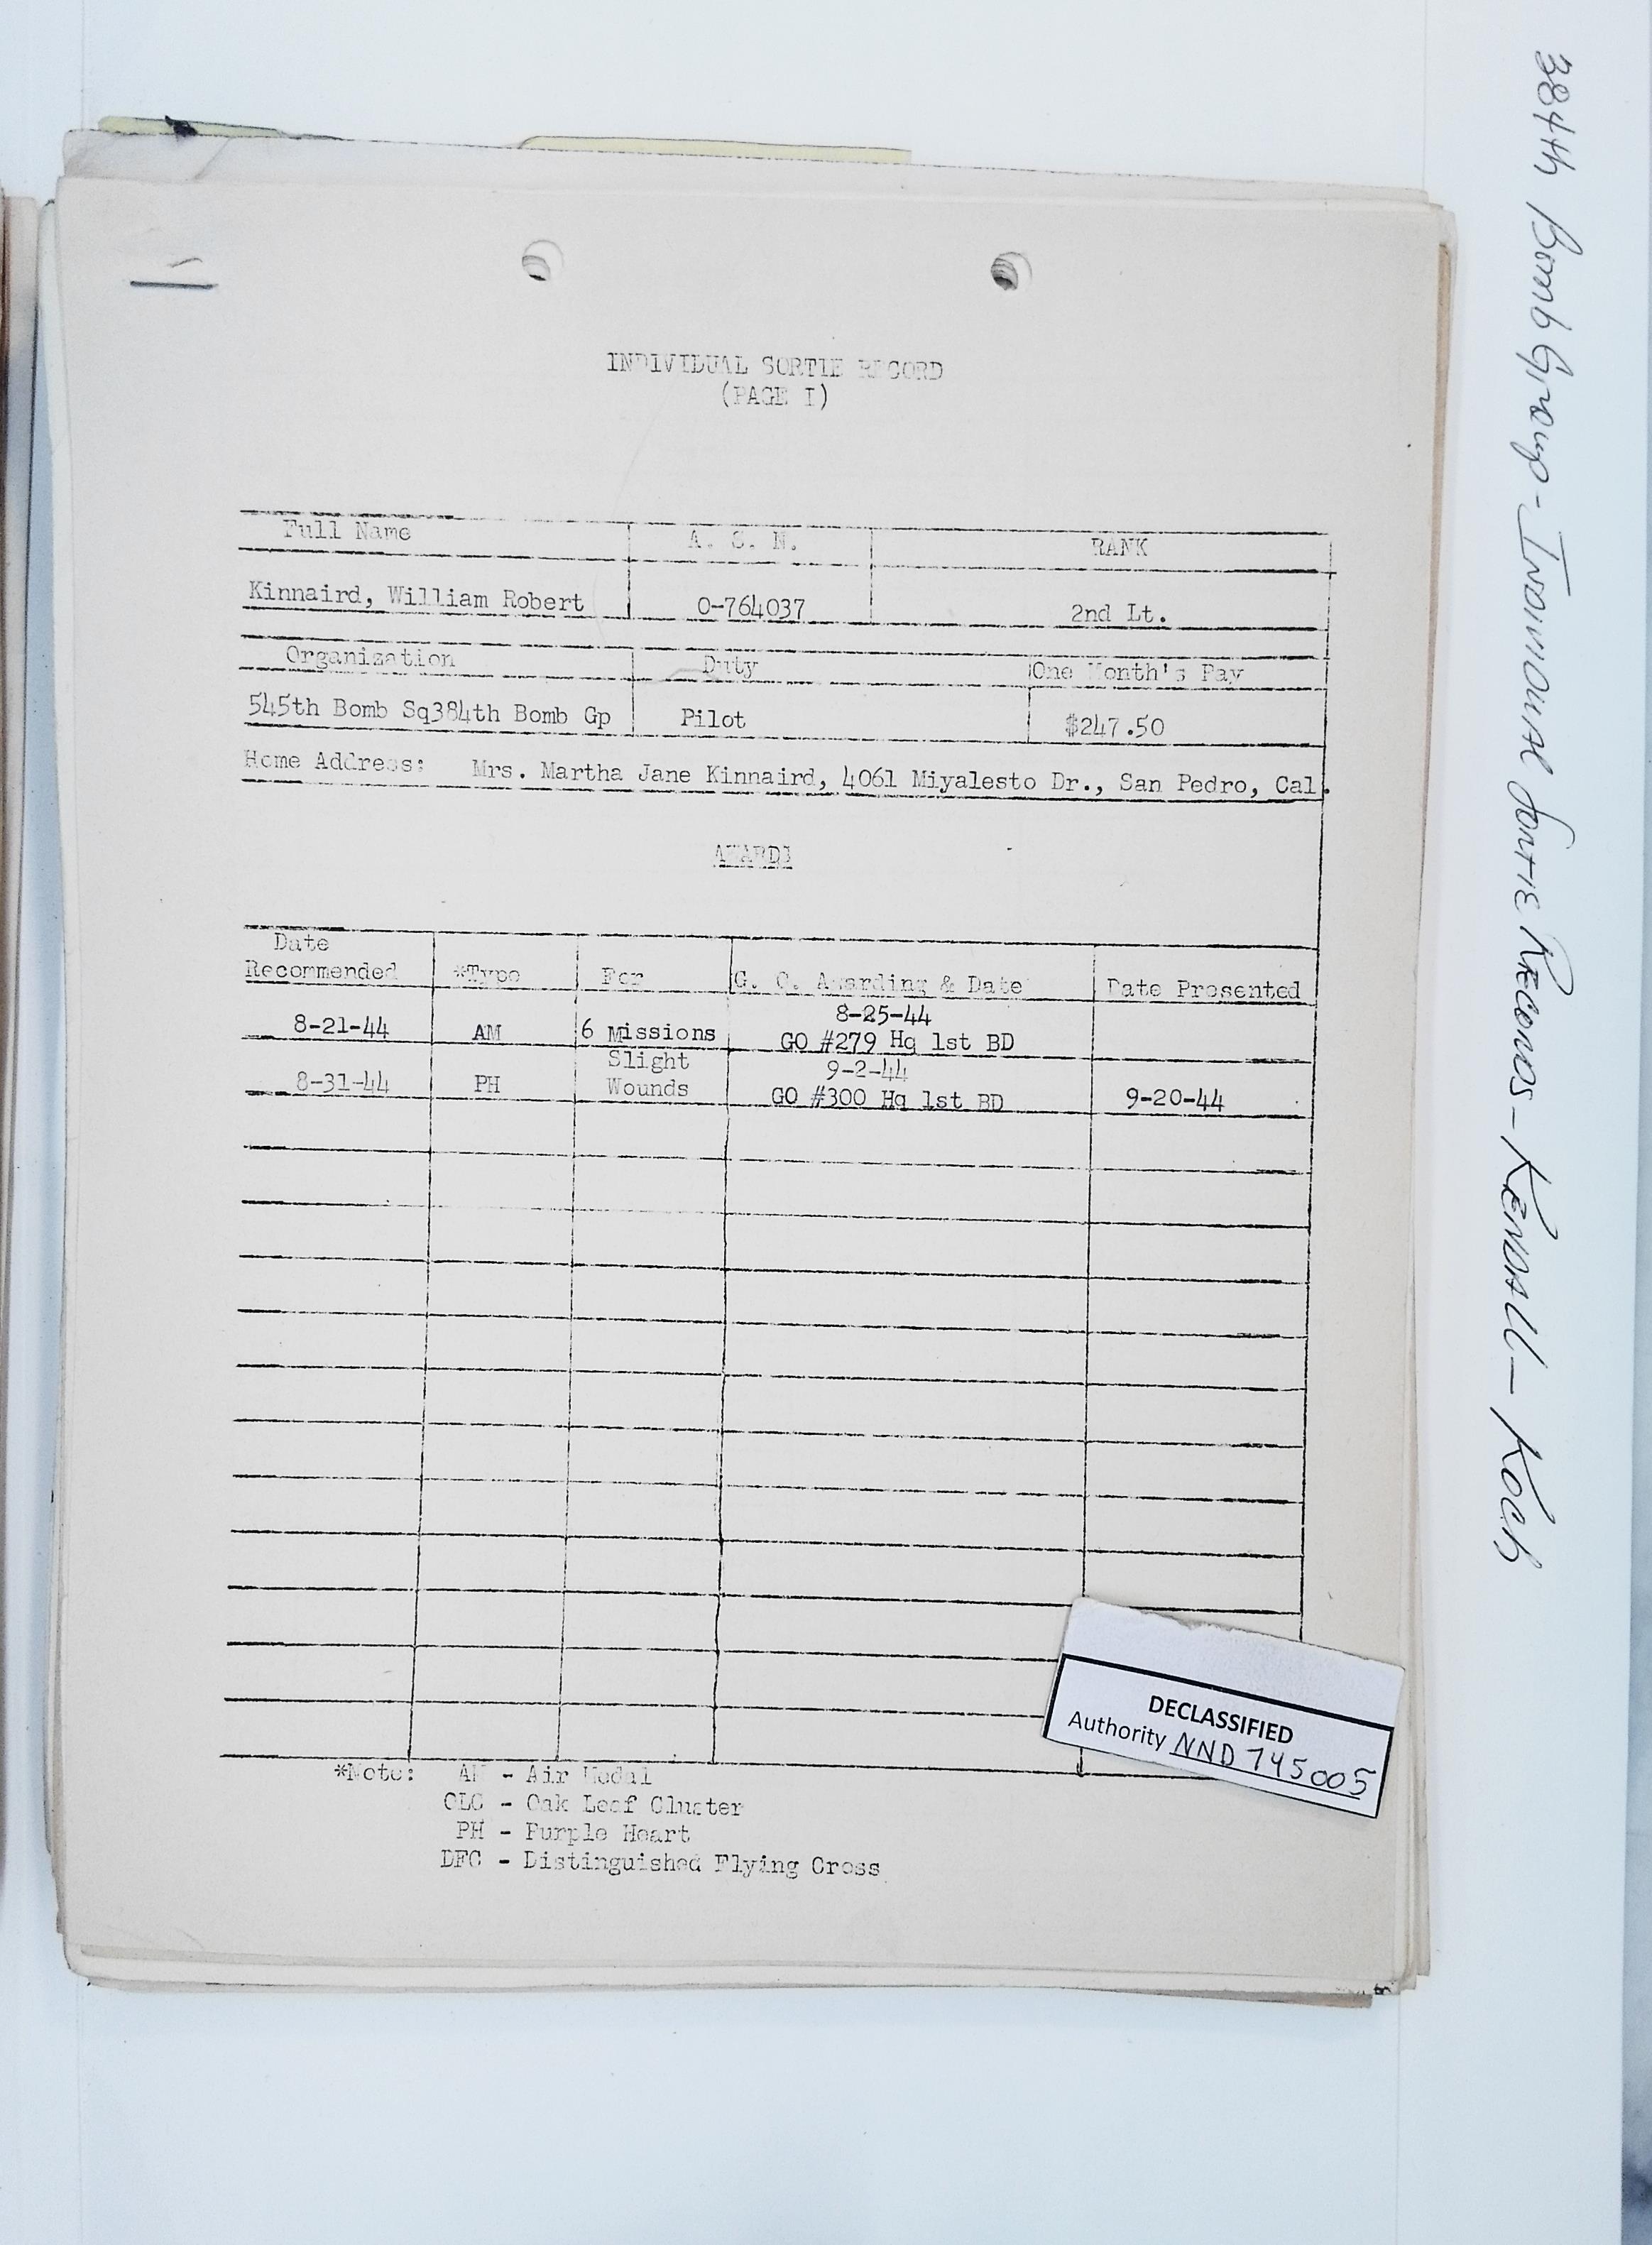 INDIVIDUAL SORTIE RECORD
(PAGE I)
Full Name A. S. N. RANK
Kinnaird, William Robert 0-764037 2nd Lt.
Organization Duty One Month's Pay
545th Bomb Sq384th Bomb Gp Pilot $247.50
Home Address: Mrs. Martha Jane Kinnaird, 4061 Miyalesto Dr., San Pedro, Cal.
AWARDS
Date
Recommended *Type For G. O. Awarding & Date Date Presented
8-25-44
8-21-44 AM 6 Missions GO #279 Hq 1st BD
Slight 9-2-44
8-31-44 PH Wounds GO #300 Hq 1st BD 9-20-44
*Note: AM - Air Medal
OLC - Oak Leaf Cluster
PH - Purple Heart
DFC - Distinguished Flying Cross
DECLASSIFIED
Authority NND 745005
384th Bomb Group - Individual Sortie Records - Kendall - Koch